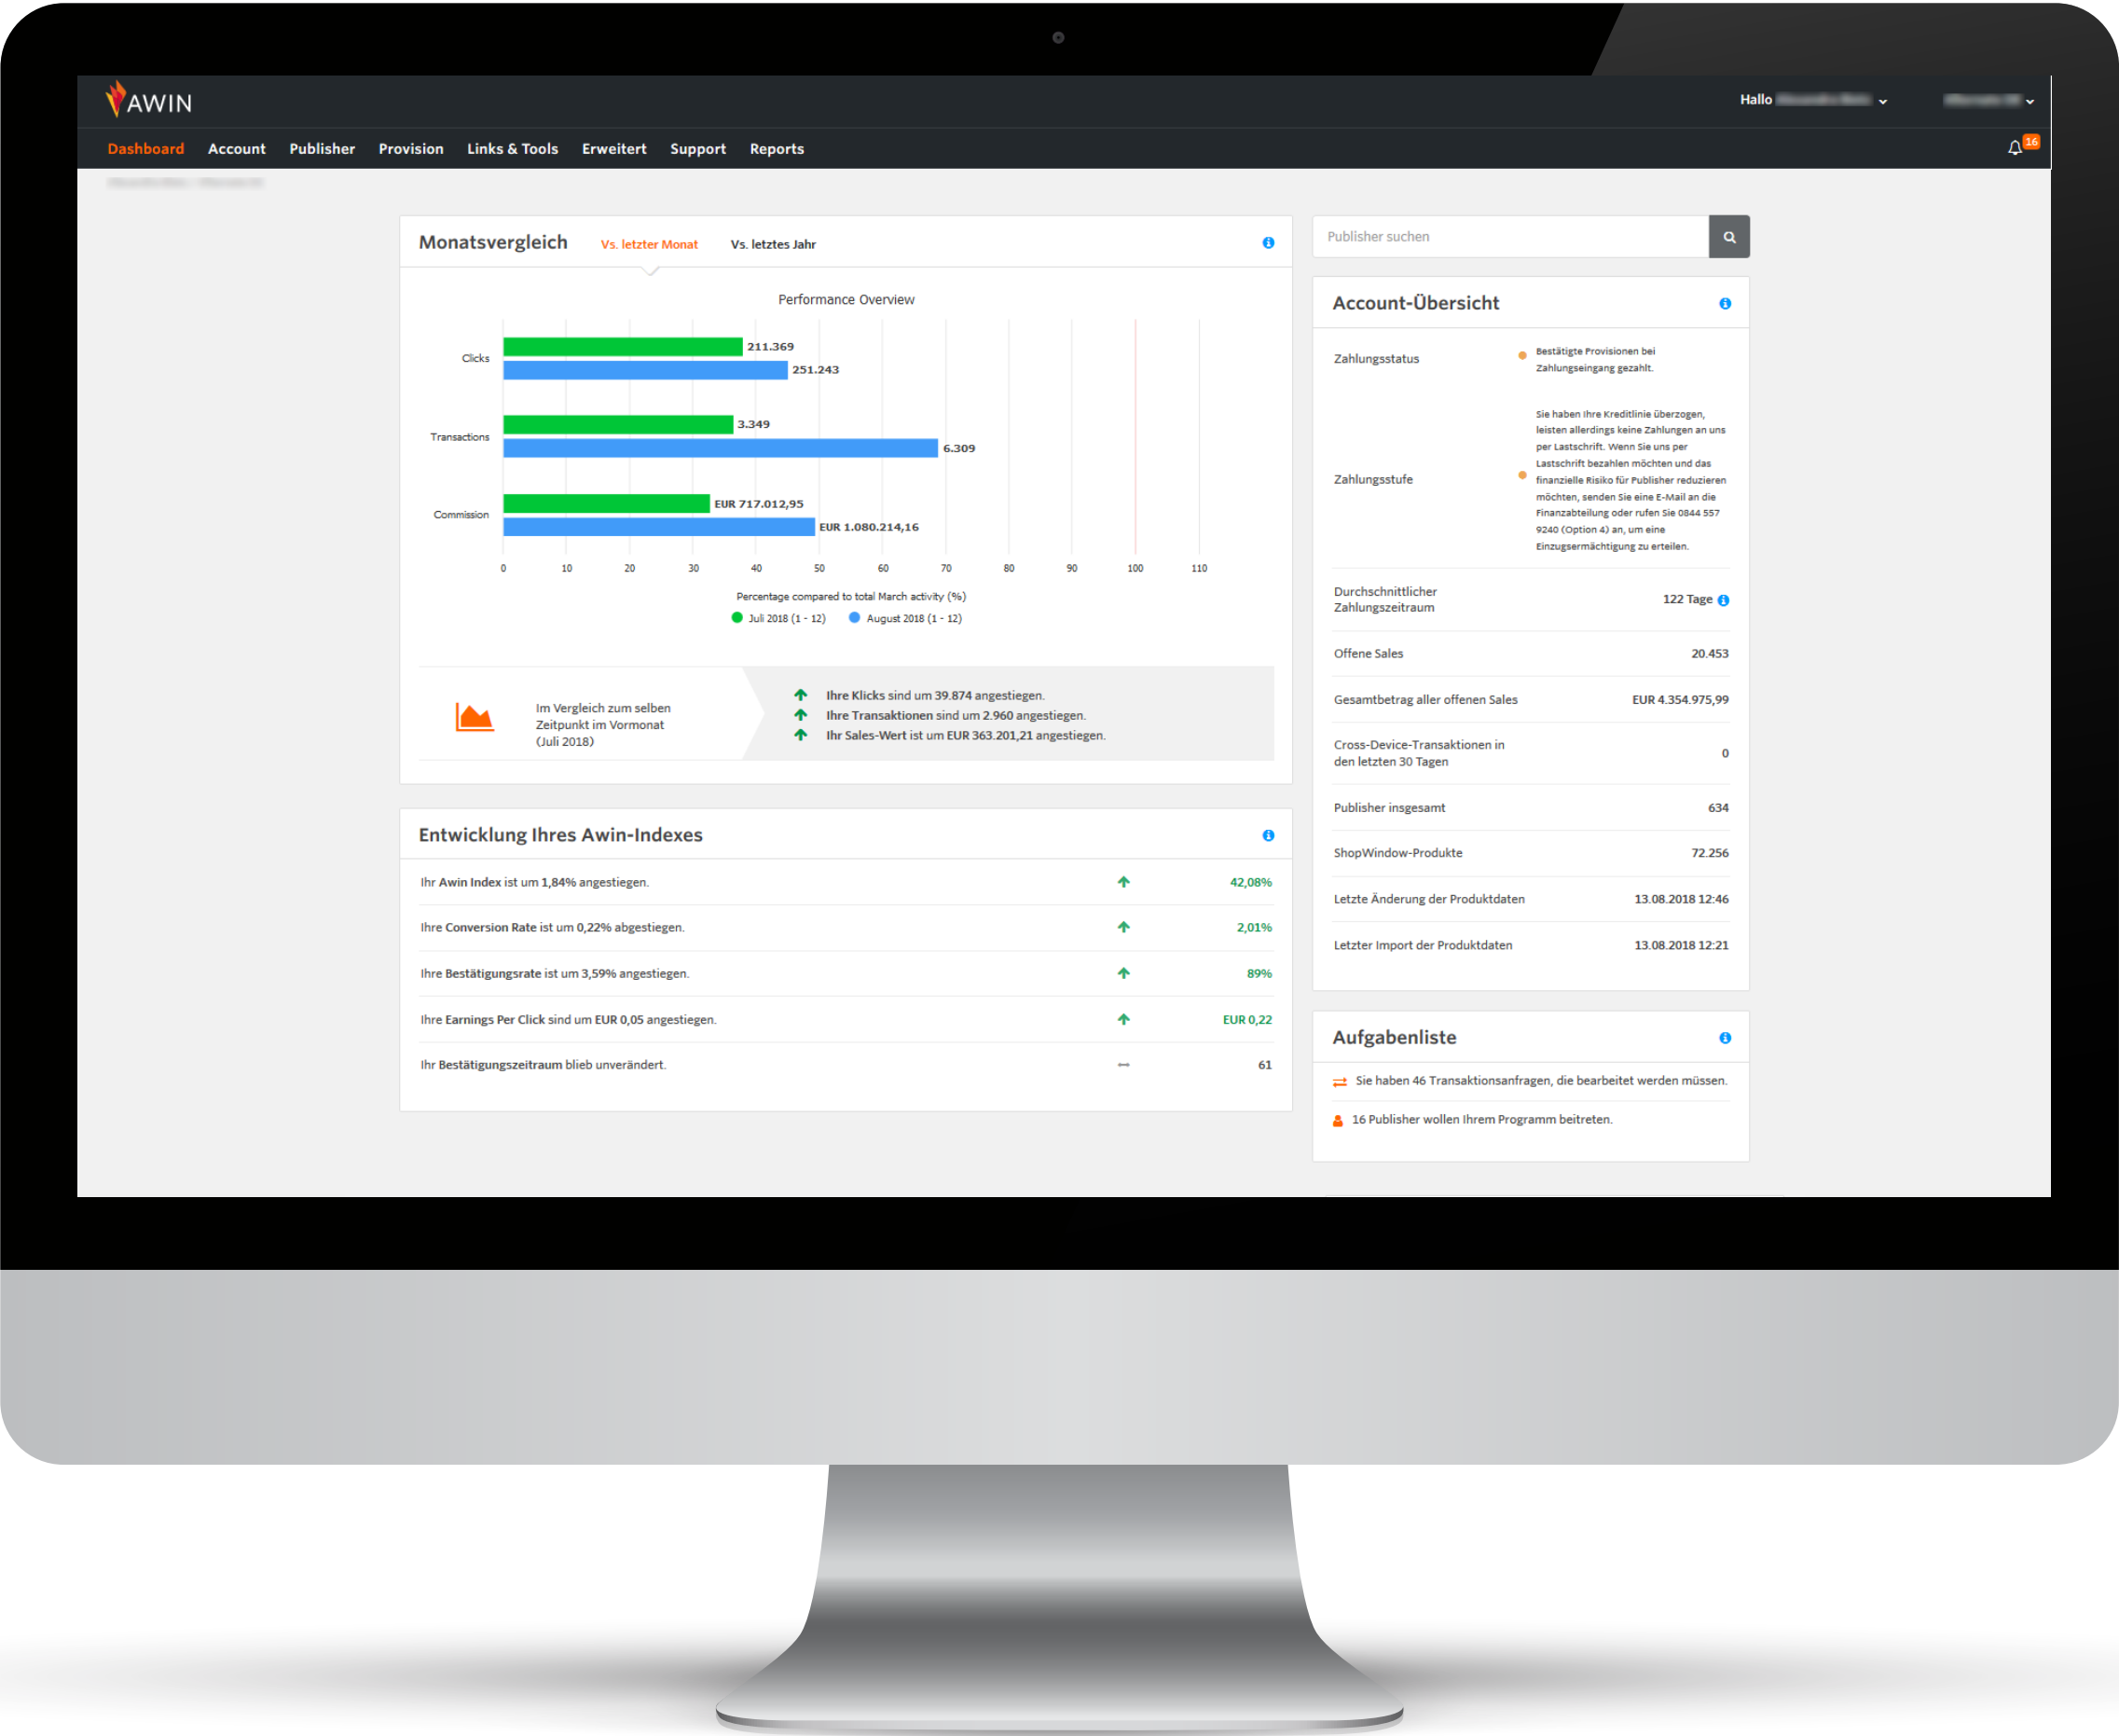 AWIN
Hallo
Dashboard Account Publisher Provision Links & Tools Erweitert Support Reports
16
Monatsvergleich Vs. letzter Monat Vs. letztes Jahr
Performance Overview
Clicks
211.369
251.243
Transactions
3.349
6.309
Commission
EUR 717.012,95
EUR 1.080.214,16
0 10 20 30 40 50 60 70 80 90 100 110
Percentage compared to total March activity (%)
Juli 2018 (1 - 12) August 2018 (1 - 12)
Im Vergleich zum selben
Zeitpunkt im Vormonat
(Juli 2018)
Ihre Klicks sind um 39.874 angestiegen.
Ihre Transaktionen sind um 2.960 angestiegen.
Ihr Sales-Wert ist um EUR 363.201,21 angestiegen.
Entwicklung Ihres Awin-Indexes
Ihr Awin Index ist um 1,84% angestiegen. 42,08%
Ihre Conversion Rate ist um 0,22% abgestiegen. 2,01%
Ihre Bestätigungsrate ist um 3,59% angestiegen. 89%
Ihre Earnings Per Click sind um EUR 0,05 angestiegen. EUR 0,22
Ihr Bestätigungszeitraum blieb unverändert. 61
Publisher suchen
Account-Übersicht
Zahlungsstatus
Bestätigte Provisionen bei
Zahlungseingang gezahlt.
Zahlungsstufe
Sie haben Ihre Kreditlinie überzogen,
leisten allerdings keine Zahlungen an uns
per Lastschrift. Wenn Sie uns per
Lastschrift bezahlen möchten und das
finanzielle Risiko für Publisher reduzieren
möchten, senden Sie eine E-Mail an die
Finanzabteilung oder rufen Sie 0844 557
9240 (Option 4) an, um eine
Einzugsermächtigung zu erteilen.
Durchschnittlicher
Zahlungszeitraum
122 Tage
Offene Sales 20.453
Gesamtbetrag aller offenen Sales EUR 4.354.975,99
Cross-Device-Transaktionen in
den letzten 30 Tagen
0
Publisher insgesamt 634
ShopWindow-Produkte 72.256
Letzte Änderung der Produktdaten 13.08.2018 12:46
Letzter Import der Produktdaten 13.08.2018 12:21
Aufgabenliste
Sie haben 46 Transaktionsanfragen, die bearbeitet werden müssen.
16 Publisher wollen Ihrem Programm beitreten.